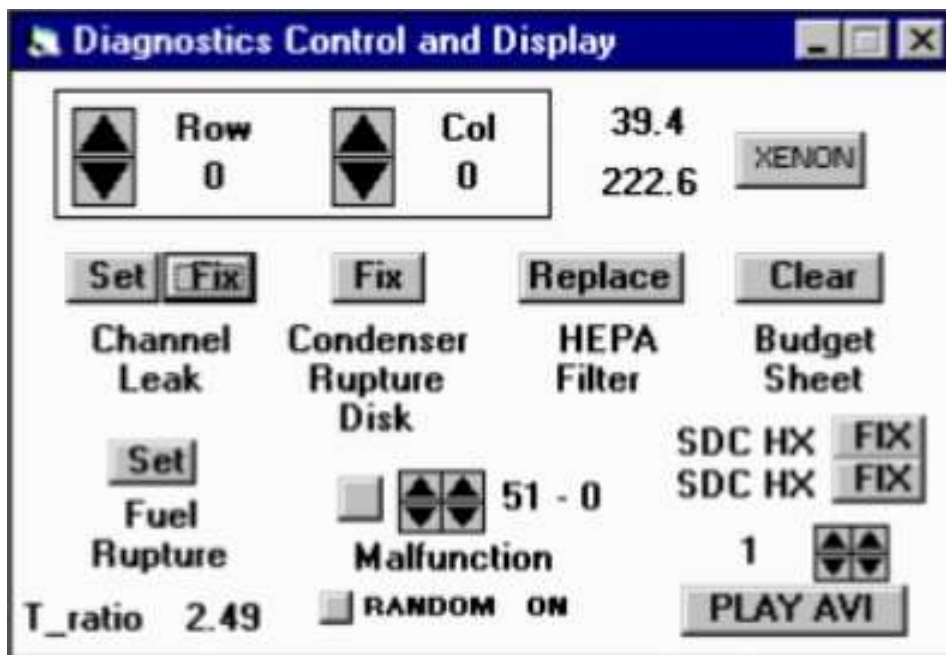 Diagnostics Control and Display
Row Col 39.4 XENON
0 0 222.6
Set Fix Fix Replace Clear
Channel Condenser HEPA Budget
Leak Rupture Filter Sheet
Disk
SDC HX FIX
Set SDC HX FIX
51 - 0
Fuel
Rupture Malfunction 1
T_ratio 2.49 RANDOM ON PLAY AVI